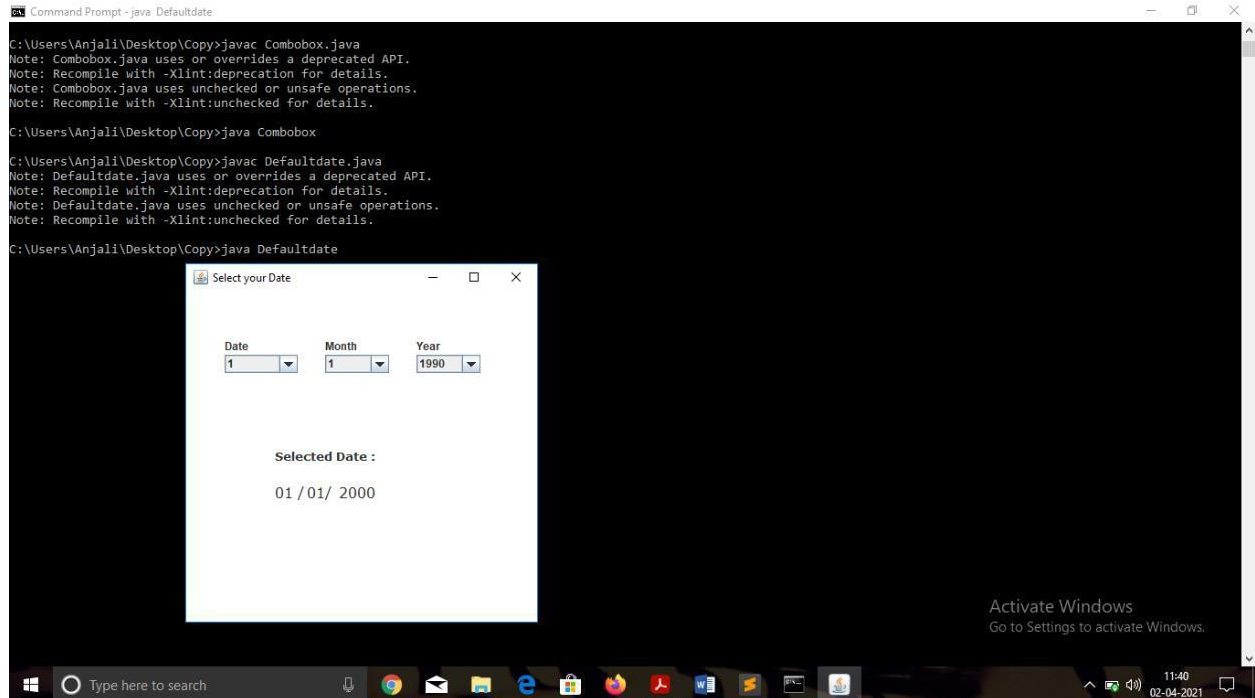 Command Prompt - java  Defaultdate
C:\Users\Anjali\Desktop\Copy>javac Combobox.java
Note: Combobox.java uses or overrides a deprecated API.
Note: Recompile with -Xlint:deprecation for details.
Note: Combobox.java uses unchecked or unsafe operations.
Note: Recompile with -Xlint:unchecked for details.
C:\Users\Anjali\Desktop\Copy>java Combobox
C:\Users\Anjali\Desktop\Copy>javac Defaultdate.java
Note: Defaultdate.java uses or overrides a deprecated API.
Note: Recompile with -Xlint:deprecation for details.
Note: Defaultdate.java uses unchecked or unsafe operations.
Note: Recompile with -Xlint:unchecked for details.
C:\Users\Anjali\Desktop\Copy>java Defaultdate
Select your Date
Date Month Year
1 1 1990
Selected Date :
01 / 01/ 2000
Activate Windows
Go to Settings to activate Windows.
Type here to search
11:40
02-04-2021